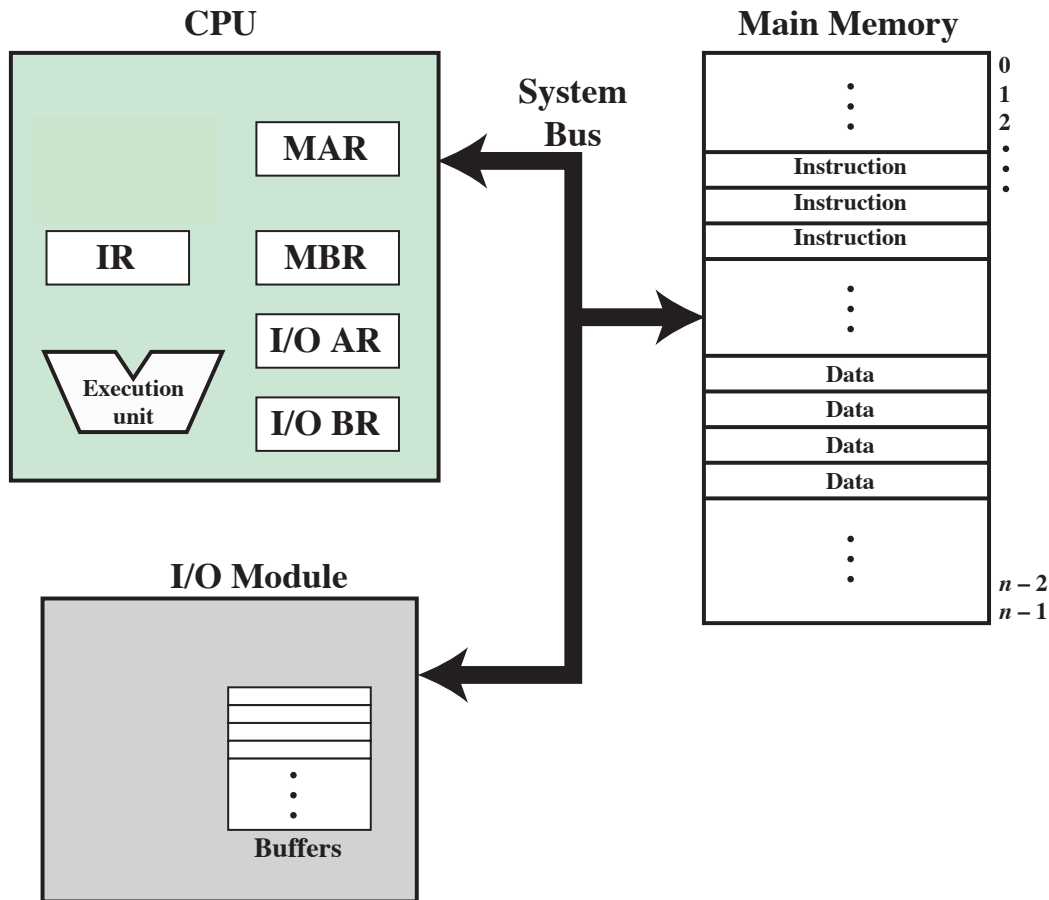 CPU
Main Memory
System
Bus
MAR
IR
MBR
I/O AR
I/O BR
Execution
unit
0
1
2
Instruction
Instruction
Instruction
Data
Data
Data
Data
n – 2
n – 1
I/O Module
Buffers